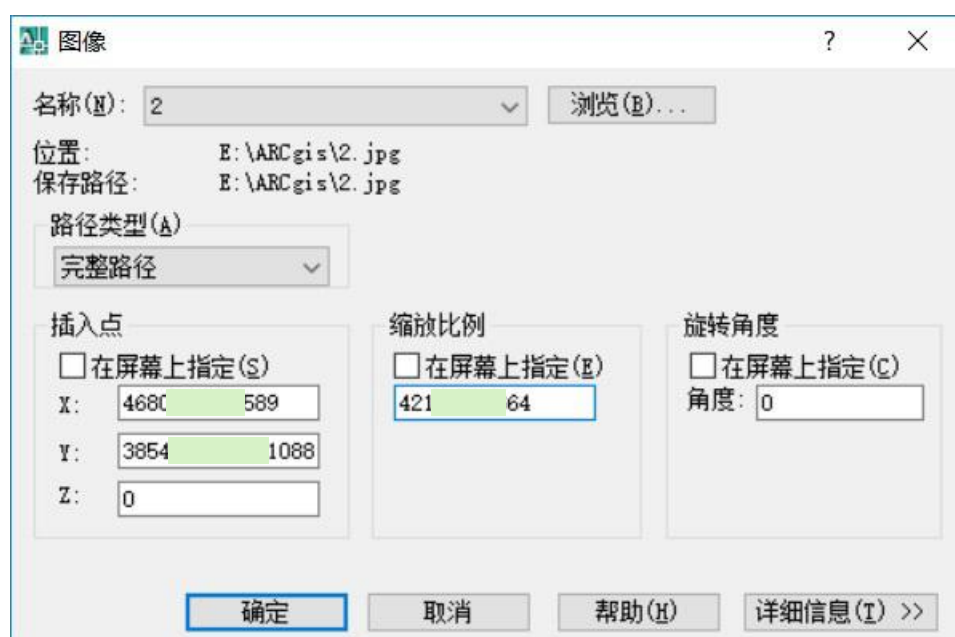 图像
名称(N): 2 浏览(B)...
位置: E:\ARCgis\2.jpg
保存路径: E:\ARCgis\2.jpg
路径类型(A)
完整路径
插入点 缩放比例 旋转角度
在屏幕上指定(S) 在屏幕上指定(E) 在屏幕上指定(C)
X: 4680 589 421 64 角度: 0
Y: 3854 1088
Z: 0
确定 取消 帮助(H) 详细信息(T) >>